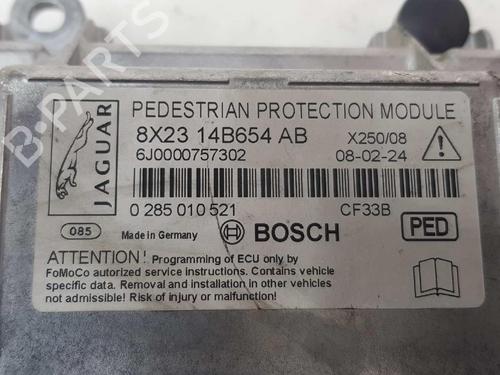 B-PARTS
JAGUAR
PEDESTRIAN PROTECTION MODULE
8X23 14B654 AB
X250/08
6J0000757302
08-02-24
0 285 010 521
CF33B
085
Made in Germany
BOSCH
PED
ATTENTION! Programming of ECU only by
FoMoCo autorized service instructions. Contains vehicle
specific data. Removal and installation in other vehicles
not admissible! Risk of injury or malfunction!